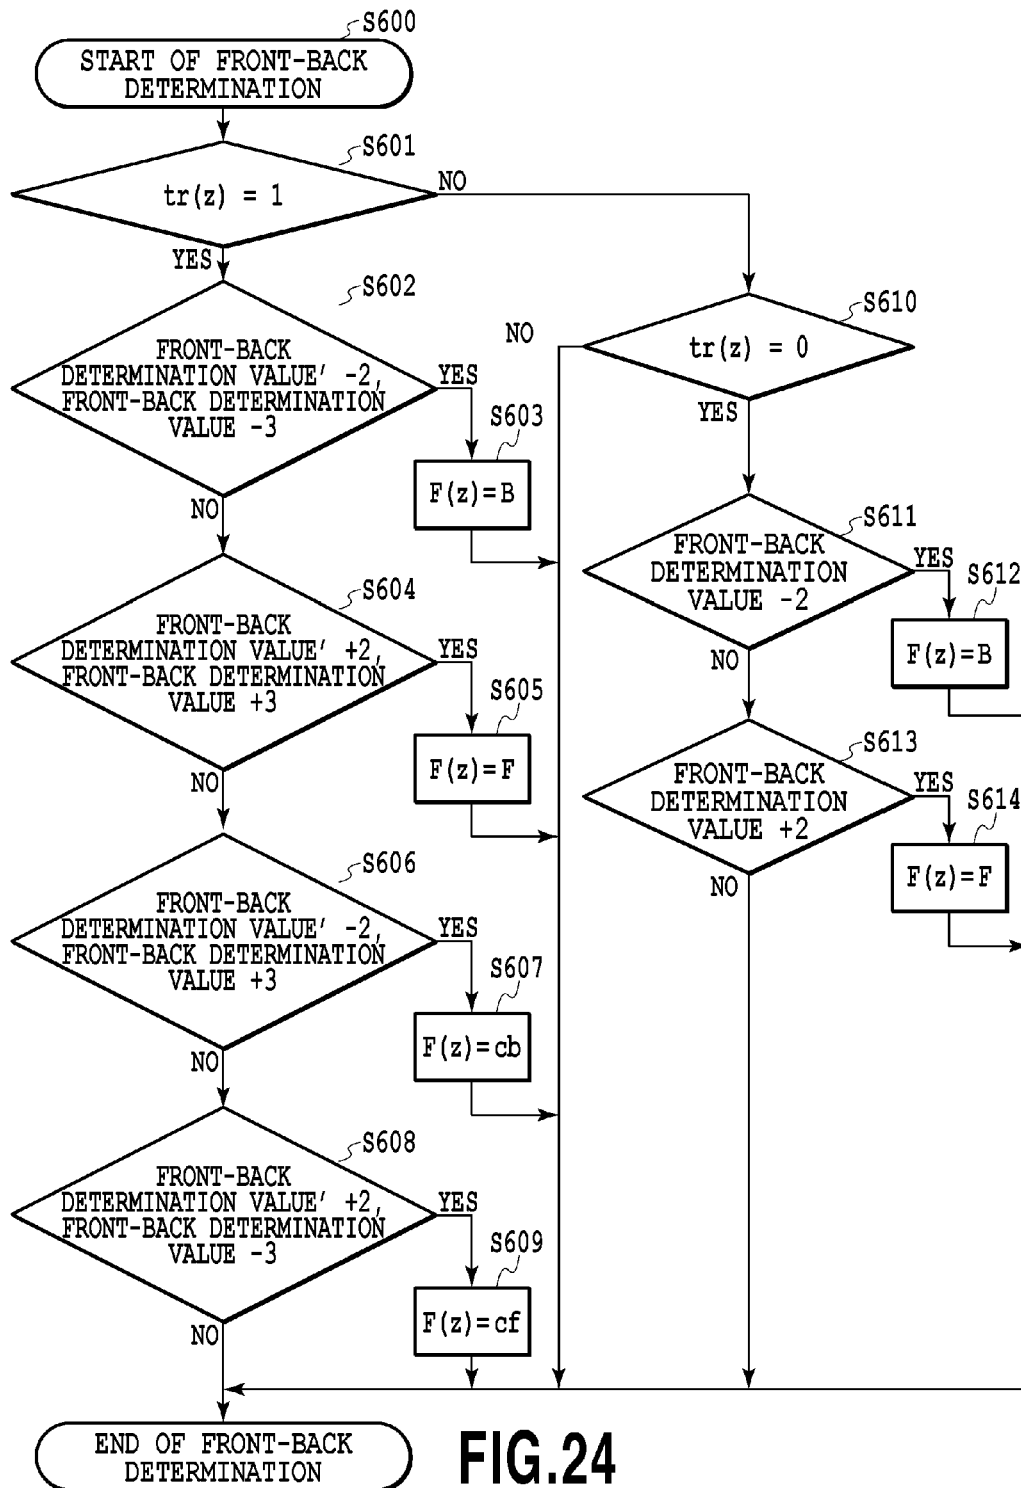 S600
START OF FRONT-BACK
DETERMINATION
S601
tr(z) = 1
NO
YES
S602
FRONT-BACK
DETERMINATION VALUE' -2,
FRONT-BACK DETERMINATION
VALUE -3
YES
S603
F(z)=B
NO
S604
FRONT-BACK
DETERMINATION VALUE' +2,
FRONT-BACK DETERMINATION
VALUE +3
YES
S605
F(z)=F
NO
S606
FRONT-BACK
DETERMINATION VALUE' -2,
FRONT-BACK DETERMINATION
VALUE +3
YES
S607
F(z)=cb
NO
S608
FRONT-BACK
DETERMINATION VALUE' +2,
FRONT-BACK DETERMINATION
VALUE -3
YES
S609
F(z)=cf
NO
S610
NO
tr(z) = 0
YES
S611
FRONT-BACK
DETERMINATION
VALUE -2
YES
S612
F(z)=B
NO
S613
FRONT-BACK
DETERMINATION
VALUE +2
YES
S614
F(z)=F
NO
END OF FRONT-BACK
DETERMINATION
FIG.24